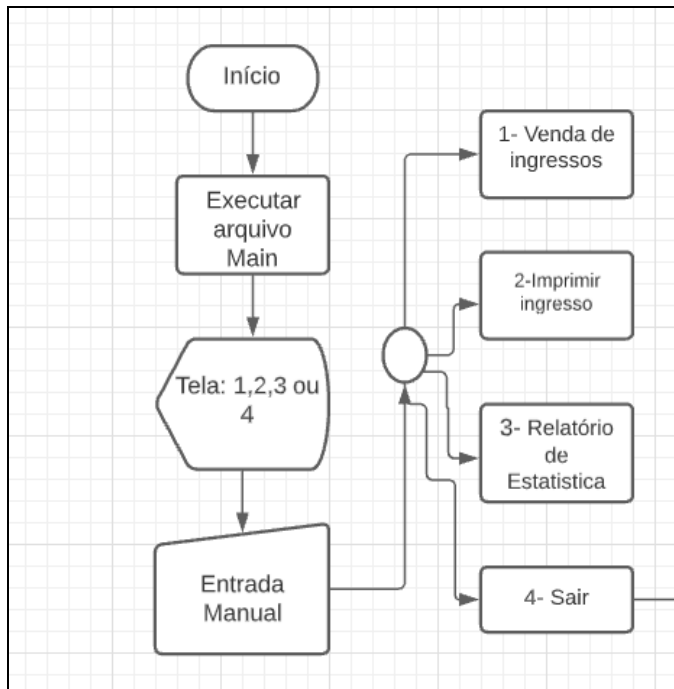 Início
Executar
arquivo
Main
Tela: 1,2,3 ou
4
Entrada
Manual
1- Venda de
ingressos
2-Imprimir
ingresso
3- Relatório
de
Estatistica
4- Sair